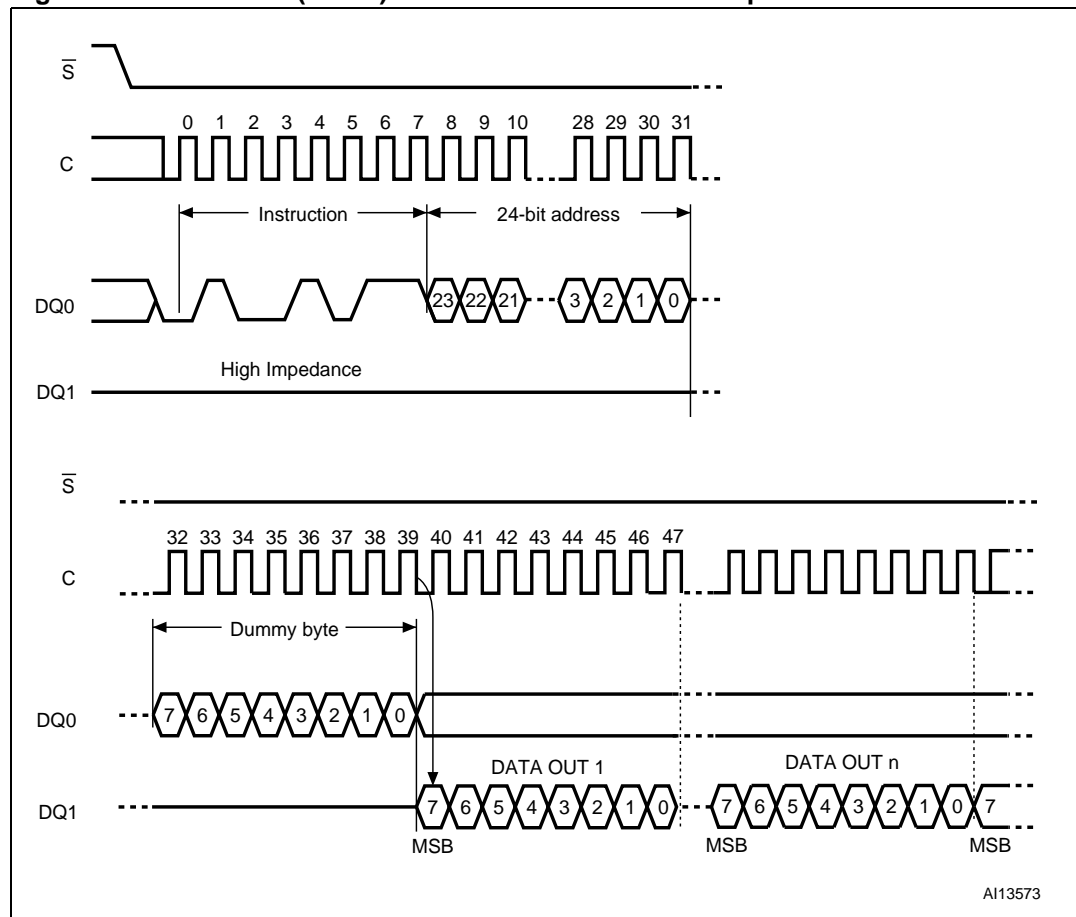 S
0 1 2 3 4 5 6 7 8 9 10 28 29 30 31
C
Instruction 24-bit address
DQ0 23 22 21 3 2 1 0
High Impedance
DQ1
S
32 33 34 35 36 37 38 39 40 41 42 43 44 45 46 47
C
Dummy byte
DQ0 7 6 5 4 3 2 1 0
DATA OUT 1 DATA OUT n
DQ1 7 6 5 4 3 2 1 0 7 6 5 4 3 2 1 0 7
MSB MSB MSB
AI13573